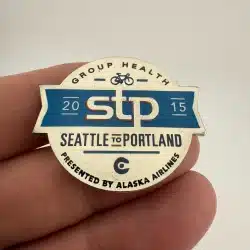 GROUP HEALTH
20 stp 15
SEATTLE TO PORTLAND
C
PRESENTED BY ALASKA AIRLINES